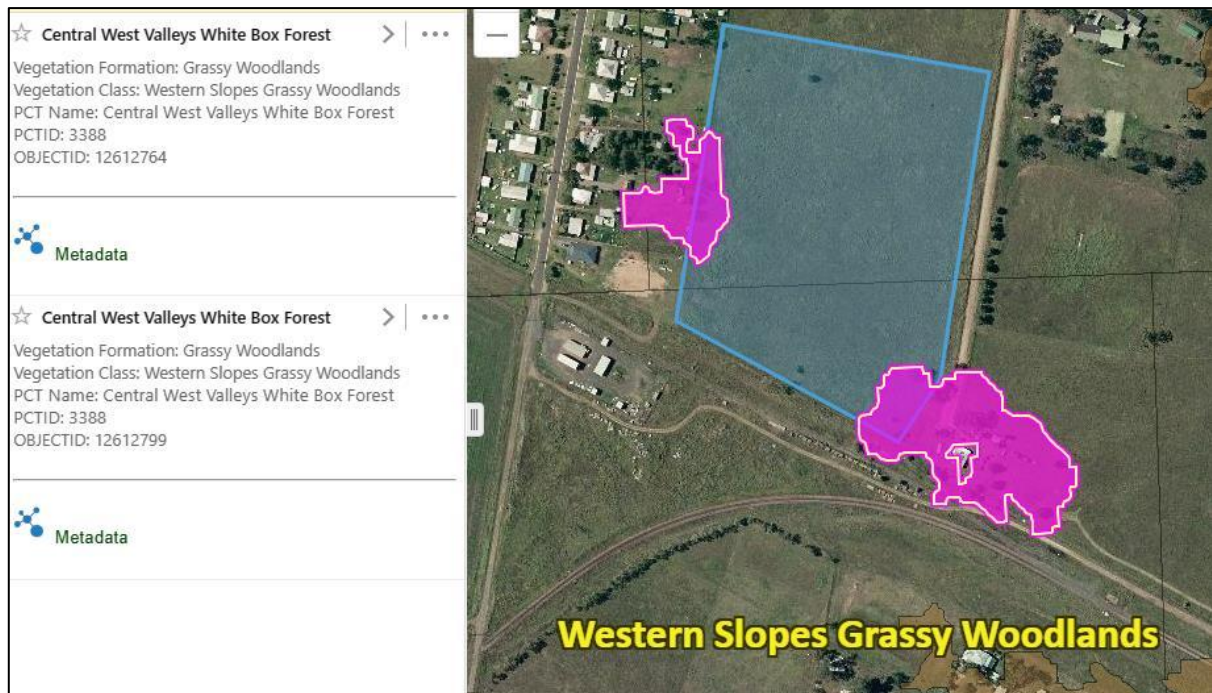 Central West Valleys White Box Forest
Vegetation Formation: Grassy Woodlands
Vegetation Class: Western Slopes Grassy Woodlands
PCT Name: Central West Valleys White Box Forest
PCTID: 3388
OBJECTID: 12612764
Metadata
Central West Valleys White Box Forest
Vegetation Formation: Grassy Woodlands
Vegetation Class: Western Slopes Grassy Woodlands
PCT Name: Central West Valleys White Box Forest
PCTID: 3388
OBJECTID: 12612799
Metadata
Western Slopes Grassy Woodlands